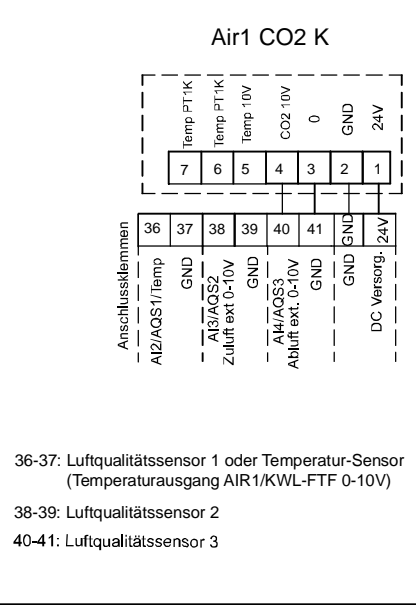 Air1 CO2 K
Temp PT1K
Temp PT1K
Temp 10V
CO2 10V
0
GND
24V
7 6 5 4 3 2 1
Anschlussklemmen
36 37 38 39 40 41 GND 24V
AI2/AQS1/Temp
GND
AI3/AQS2
Zuluft ext 0-10V
GND
AI4/AQS3
Abluft ext. 0-10V
GND
GND
DC Versorg.
36-37: Luftqualitätssensor 1 oder Temperatur-Sensor
(Temperaturausgang AIR1/KWL-FTF 0-10V)
38-39: Luftqualitätssensor 2
40-41: Luftqualitätssensor 3